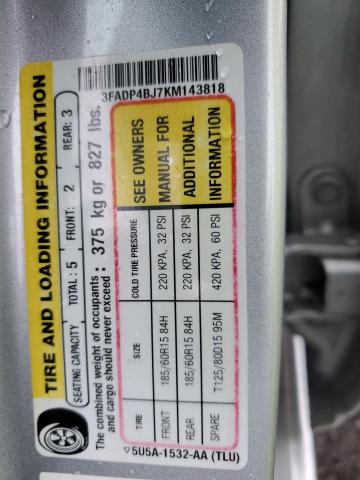 3FADP4BJ7KM143818
TIRE AND LOADING INFORMATION
SEATING CAPACITY TOTAL: 5 FRONT: 2 REAR: 3
The combined weight of occupants and cargo should never exceed: 375 kg or 827 lbs.
TIRE SIZE COLD TIRE PRESSURE SEE OWNERS MANUAL FOR ADDITIONAL INFORMATION
FRONT 185/60R15 84H 220 KPA, 32 PSI
REAR 185/60R15 84H 220 KPA, 32 PSI
SPARE T125/80D15 95M 420 KPA, 60 PSI
▽5U5A-1532-AA (TLU)